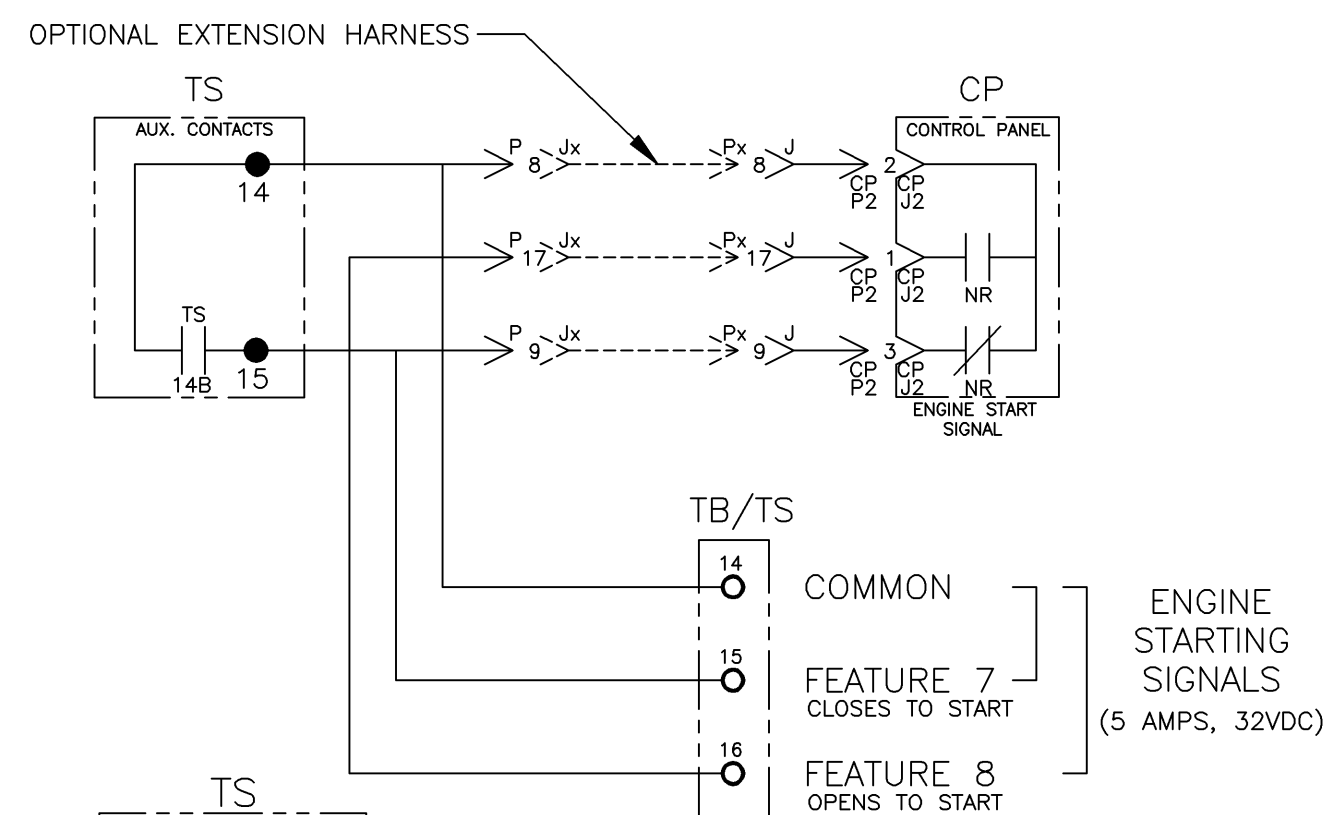 OPTIONAL EXTENSION HARNESS
TS
CP
AUX. CONTACTS
CONTROL PANEL
14
P 8 Jx
Px 8 J
2
CP CP
P2 J2
P 17 Jx
Px 17 J
1
CP CP
P2 J2
NR
TS
14B
15
P 9 Jx
Px 9 J
3
CP CP
P2 J2
NR
ENGINE START
SIGNAL
TB/TS
14
COMMON
15
FEATURE 7
CLOSES TO START
16
FEATURE 8
OPENS TO START
ENGINE
STARTING
SIGNALS
(5 AMPS, 32VDC)
TS